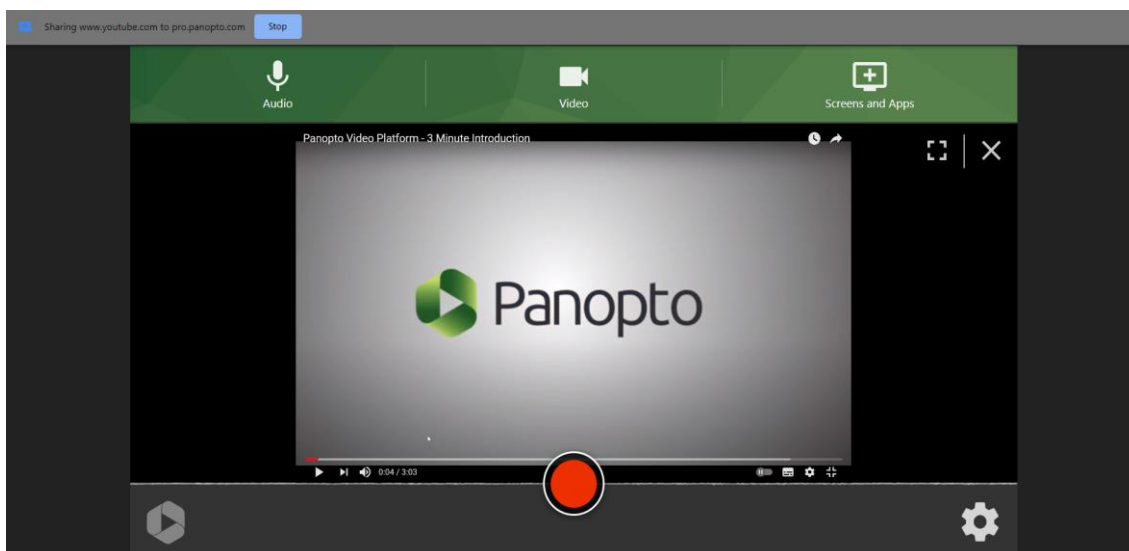 Sharing www.youtube.com to pro.panopto.com Stop
Audio Video Screens and Apps
Panopto Video Platform - 3 Minute Introduction
Panopto
0:04 / 3:03